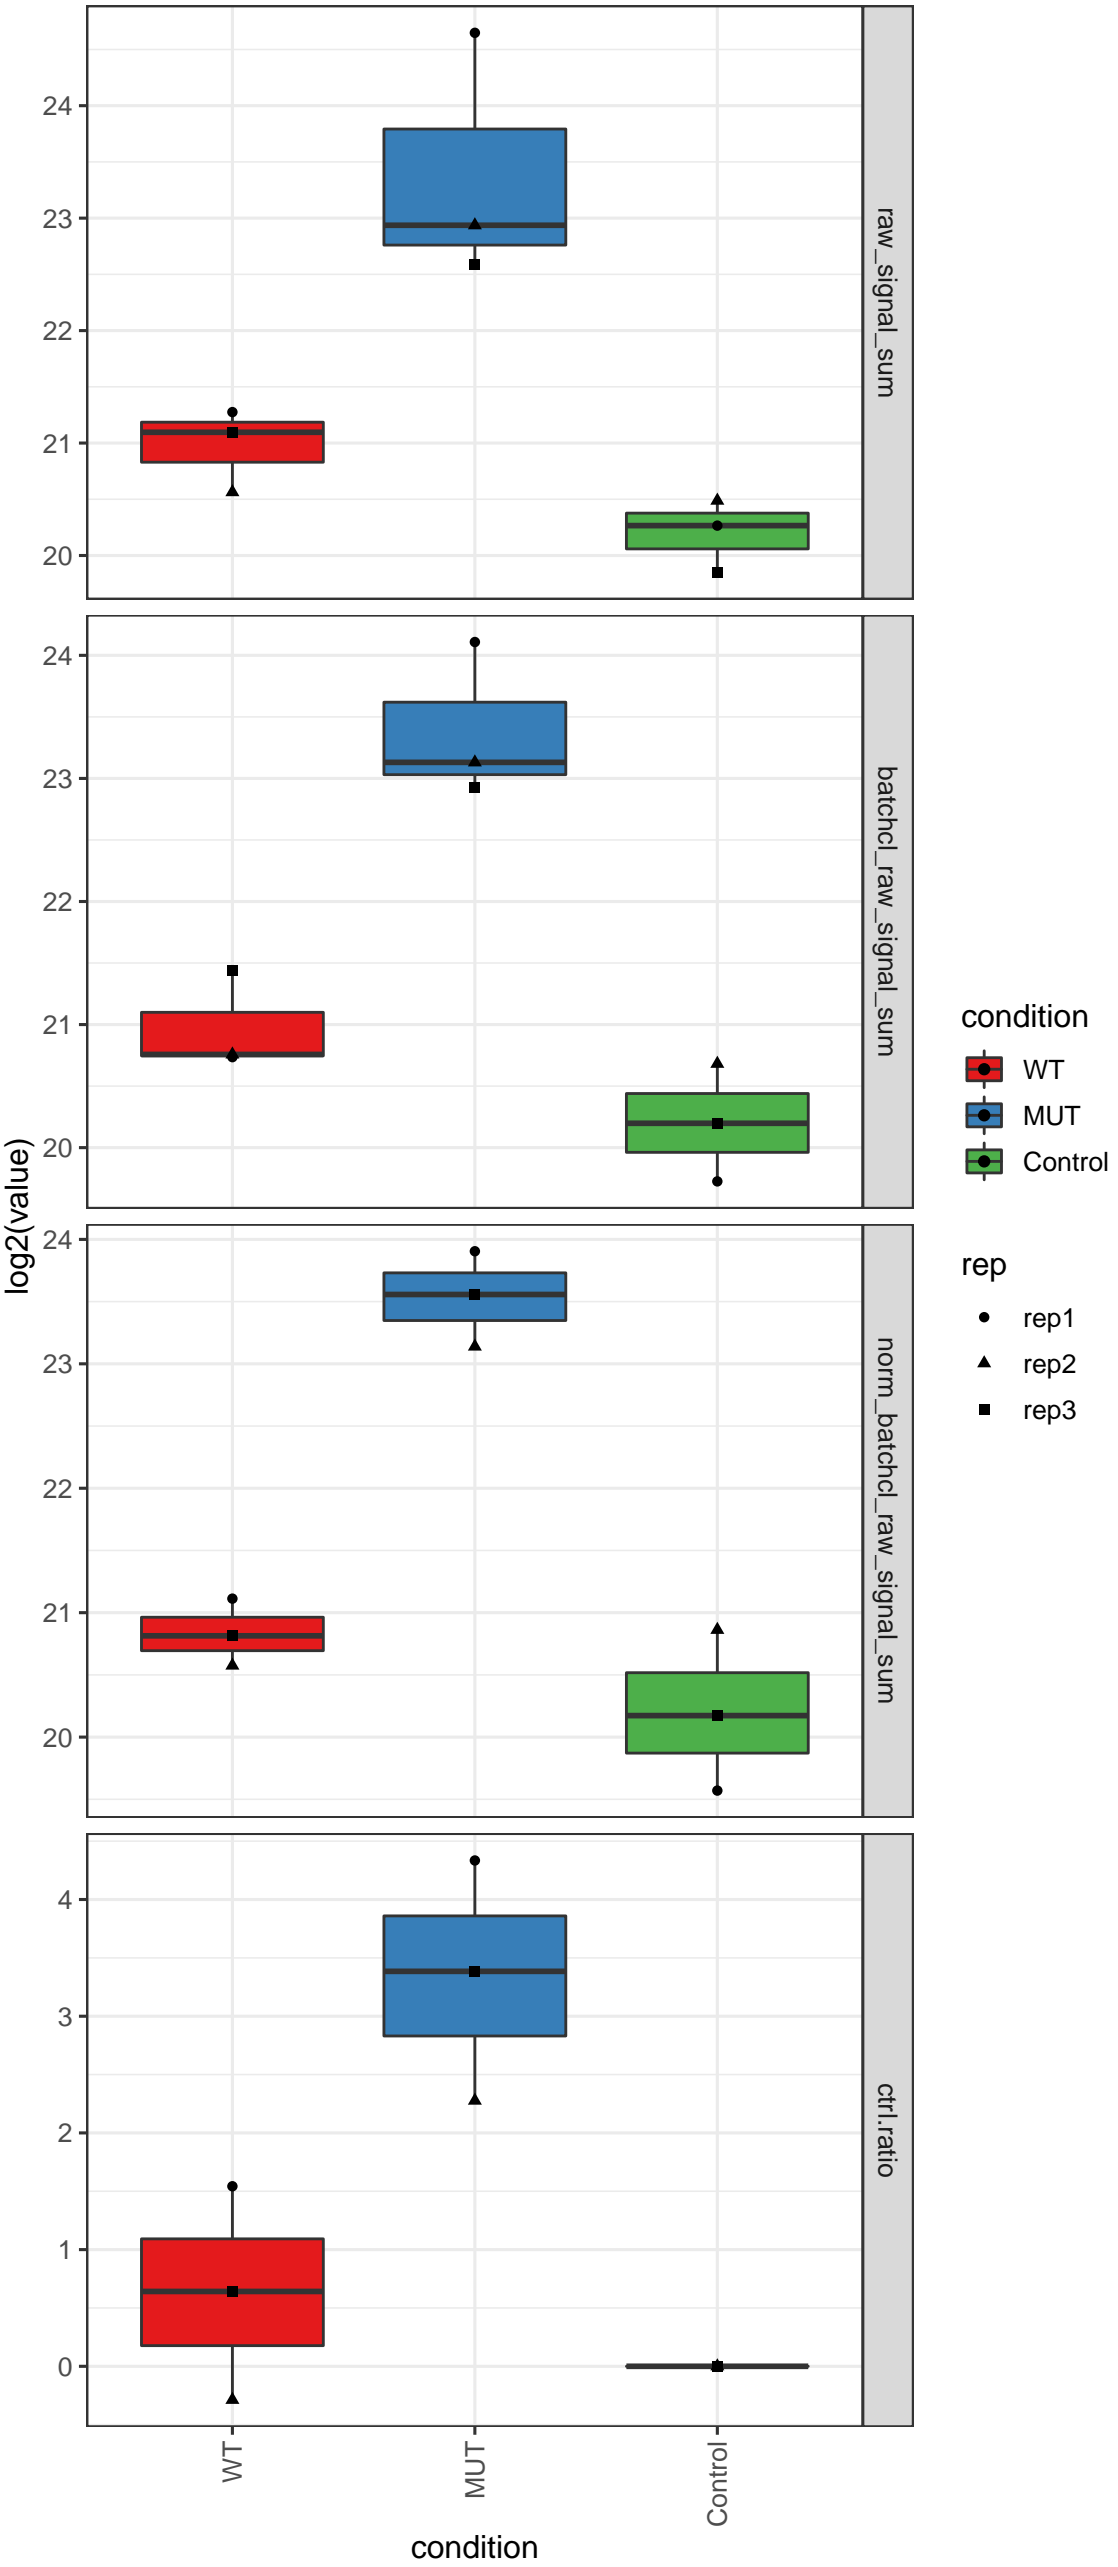 log2(value)
24
23
22
21
20
raw_signal_sum
24
23
22
21
20
batchcl_raw_signal_sum
24
23
22
21
20
norm_batchcl_raw_signal_sum
4
3
2
1
0
ctrl.ratio
WT
MUT
Control
condition
condition
WT
MUT
Control
rep
rep1
rep2
rep3